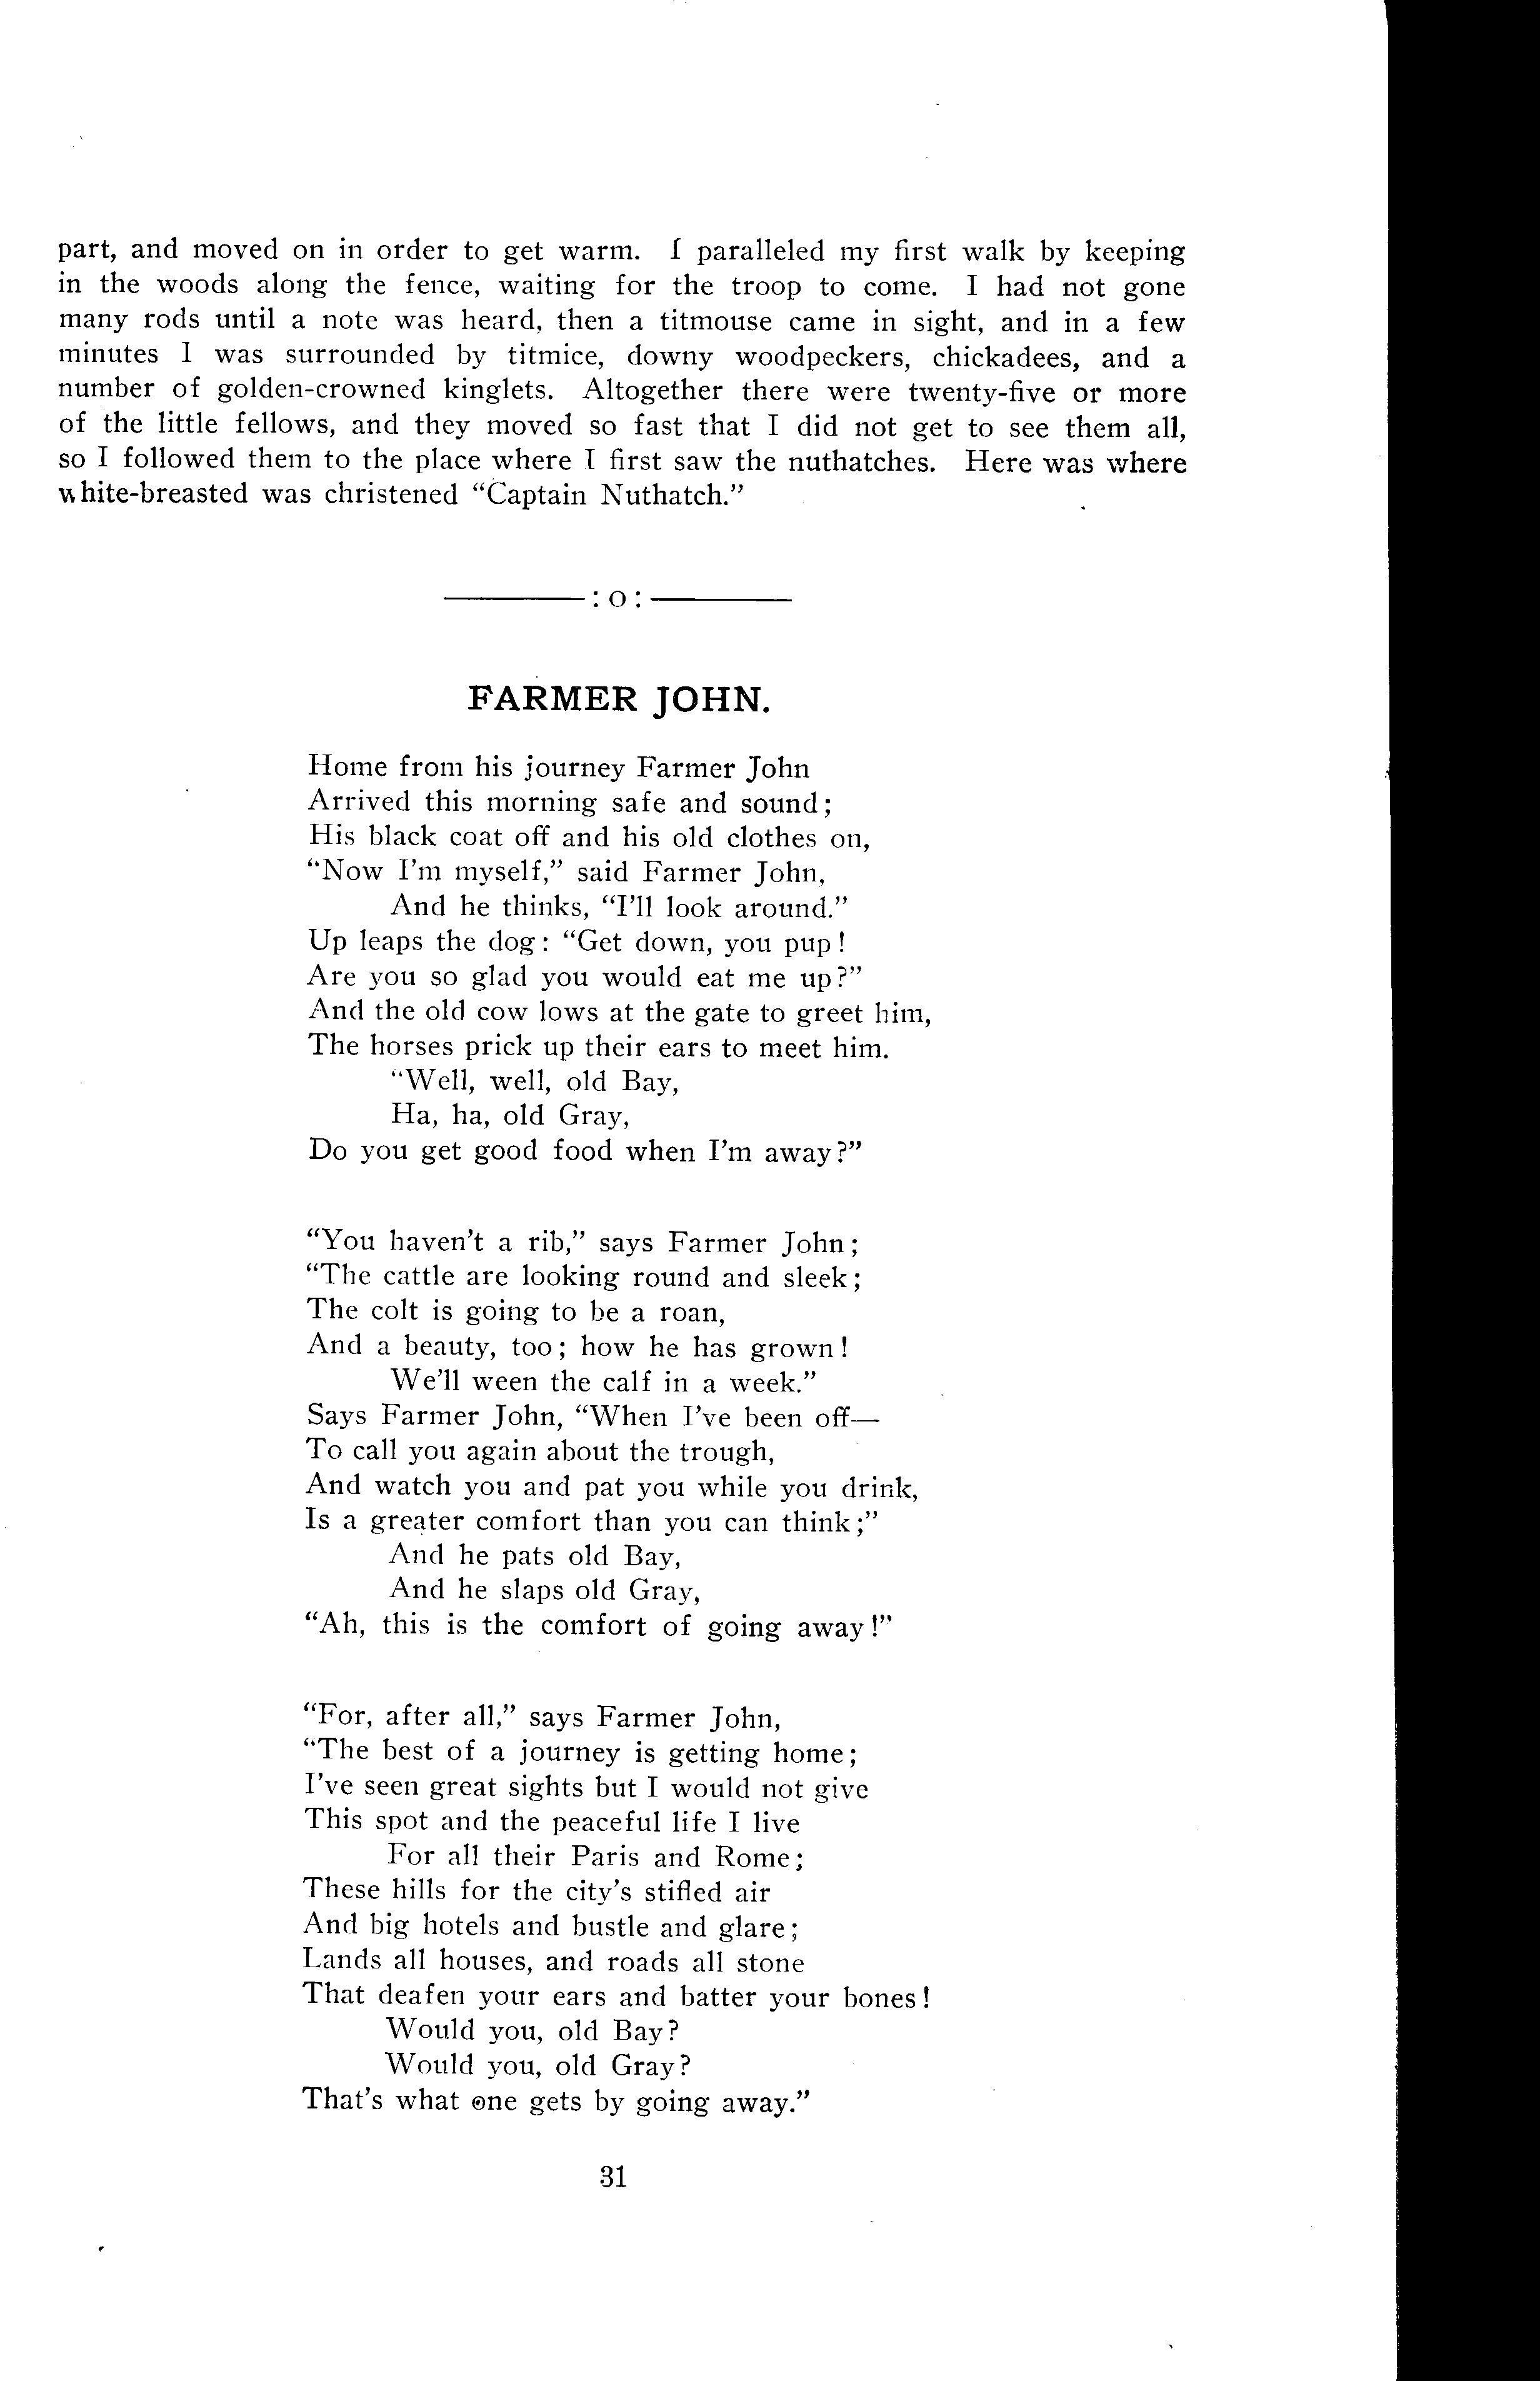 part, and moved on in order to get warm. I paralleled my first walk by keeping
in the woods along the fence, waiting for the troop to come. I had not gone
many rods until a note was heard, then a titmouse came in sight, and in a few
minutes I was surrounded by titmice, downy woodpeckers, chickadees, and a
number of golden-crowned kinglets. Altogether there were twenty-five or more
of the little fellows, and they moved so fast that I did not get to see them all,
so I followed them to the place where I first saw the nuthatches. Here was where
white-breasted was christened “Captain Nuthatch.”
———:o:———
FARMER JOHN.
Home from his journey Farmer John
Arrived this morning safe and sound;
His black coat off and his old clothes on,
“Now I'm myself,” said Farmer John,
And he thinks, “I'll look around.”
Up leaps the dog: “Get down, you pup!
Are you so glad you would eat me up?”
And the old cow lows at the gate to greet him,
The horses prick up their ears to meet him.
“Well, well, old Bay,
Ha, ha, old Gray,
Do you get good food when I'm away?”
“You haven't a rib,” says Farmer John;
“The cattle are looking round and sleek;
The colt is going to be a roan,
And a beauty, too; how he has grown!
We'll ween the calf in a week.”
Says Farmer John, “When I've been off—
To call you again about the trough,
And watch you and pat you while you drink,
Is a greater comfort than you can think;”
And he pats old Bay,
And he slaps old Gray,
“Ah, this is the comfort of going away!”
“For, after all,” says Farmer John,
“The best of a journey is getting home;
I've seen great sights but I would not give
This spot and the peaceful life I live
For all their Paris and Rome;
These hills for the city's stifled air
And big hotels and bustle and glare;
Lands all houses, and roads all stone
That deafen your ears and batter your bones!
Would you, old Bay?
Would you, old Gray?
That's what one gets by going away.”
31